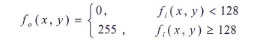 f_o(x, y) = { 0, f_i(x, y) < 128
255 , f_i(x, y) ≥ 128